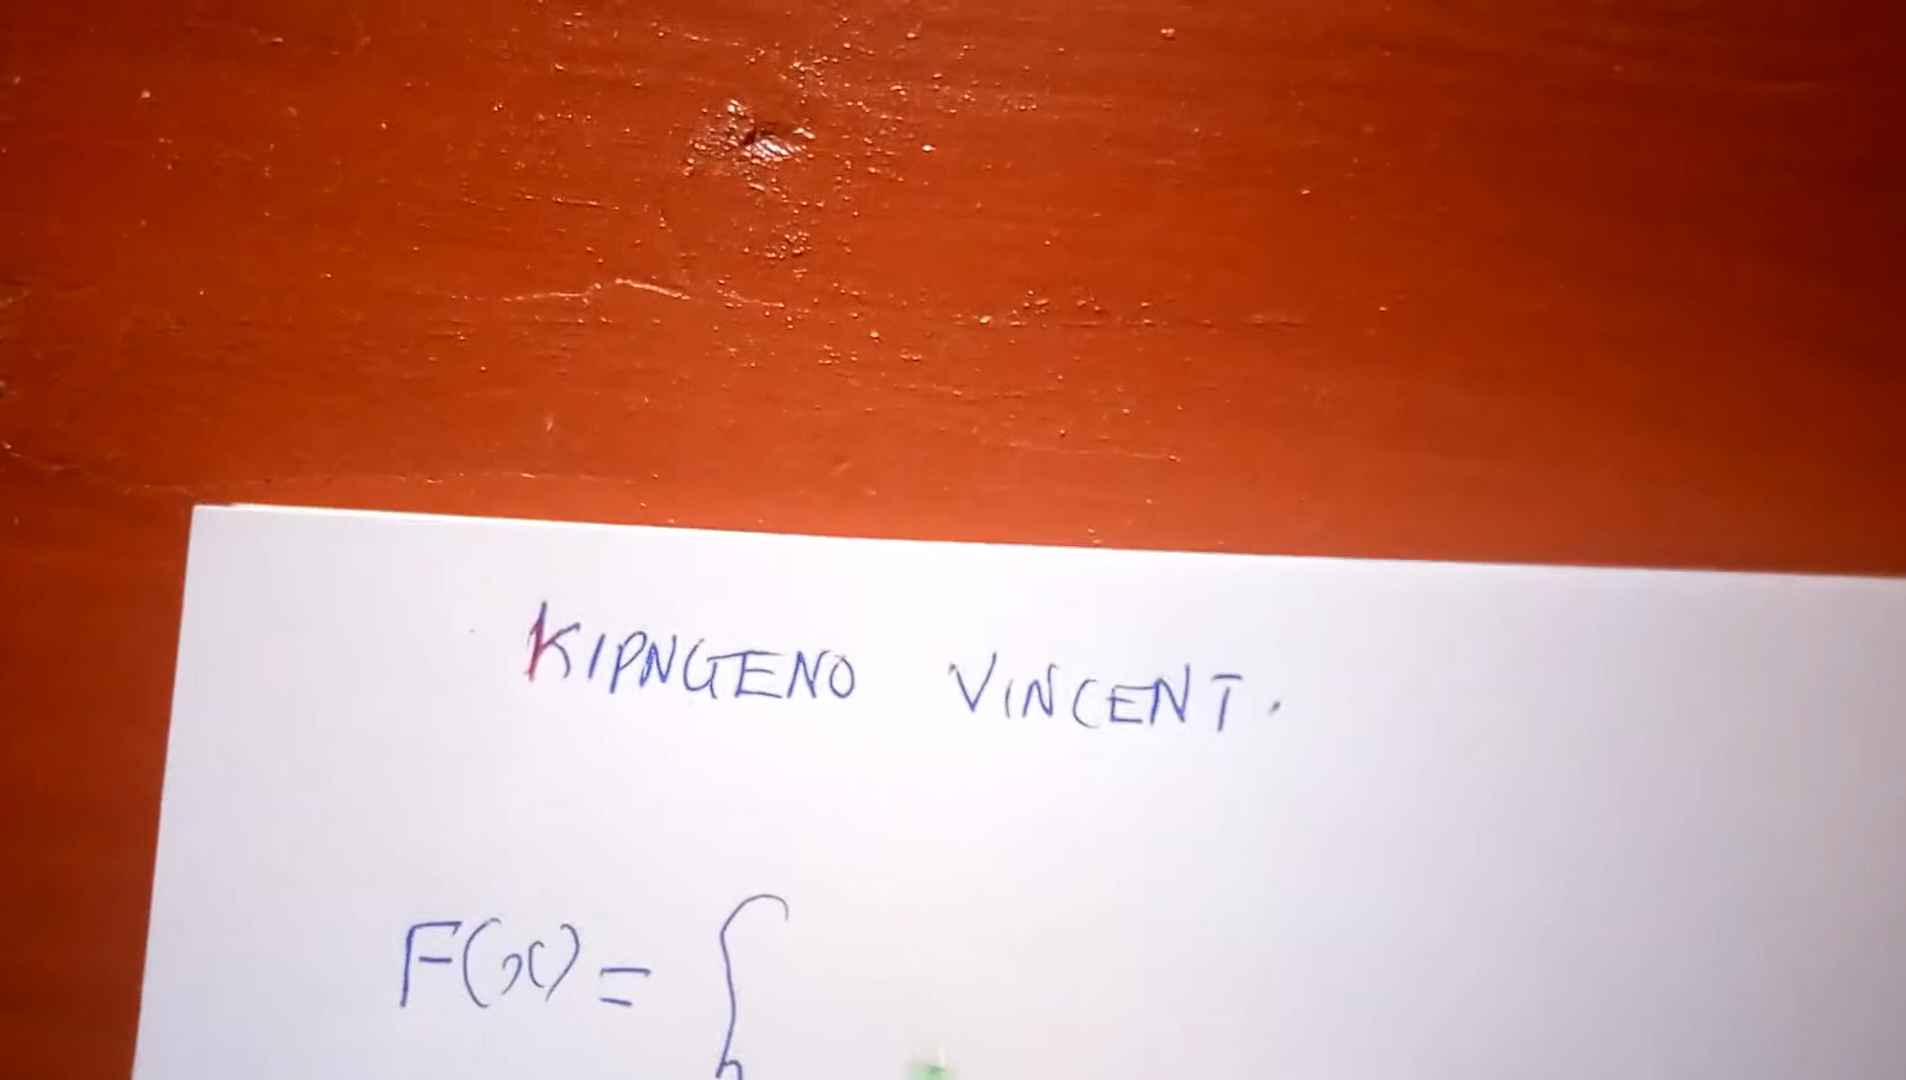 KIPNGENO VINCENT.
F(x) =